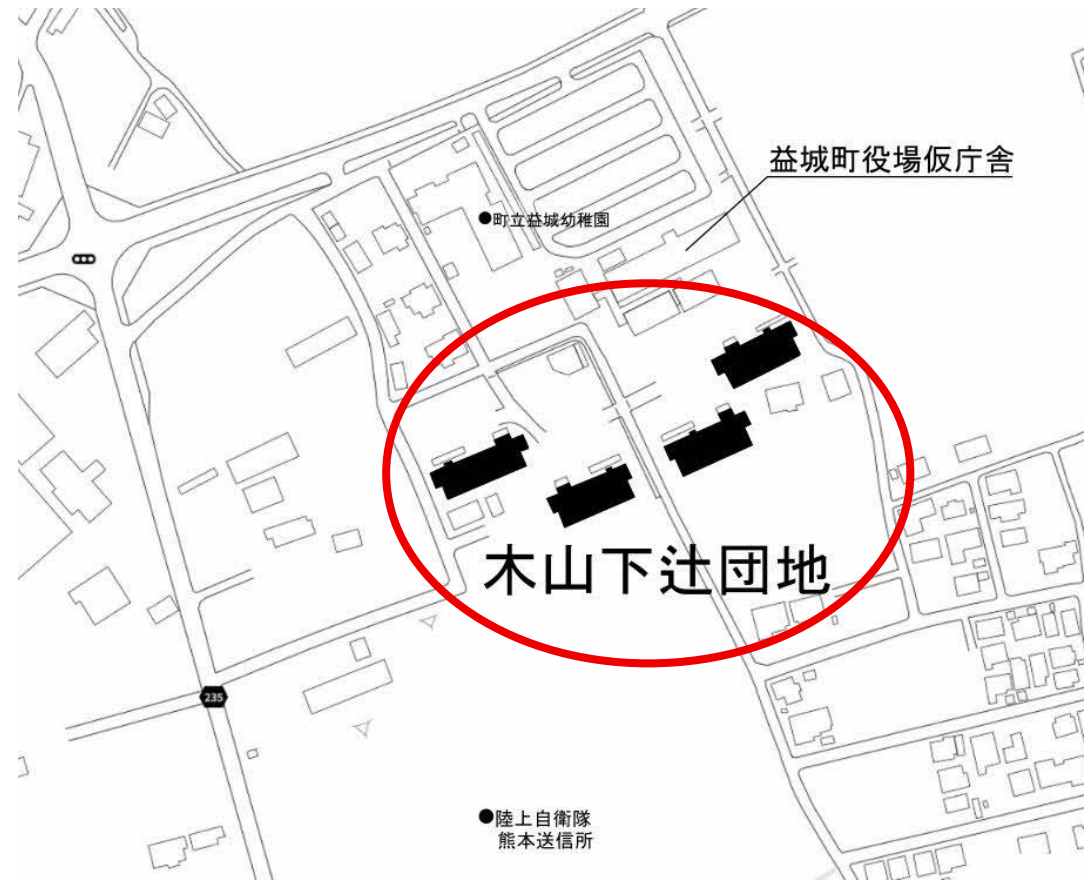 益城町役場仮庁舎
●町立益城幼稚園
木山下辻団地
235
●陸上自衛隊
熊本送信所